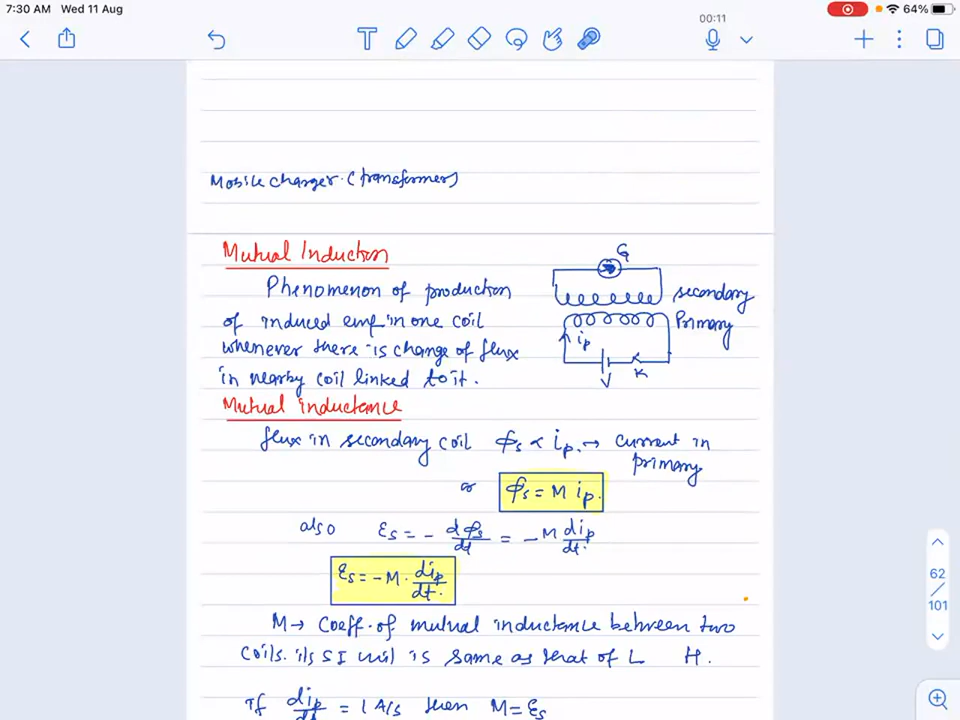 7:30 AM Wed 11 Aug
64%
00:11
T
Mobile charger. (transformers)
Mutual Induction
G
Phenomenon of production
secondary
of induced emf in one coil
Primary
whenever there is change of flux
ip
K
in nearby coil linked to it.
V
Mutual inductance
flux in secondary coil ϕs ∝ ip. → current in
primary
or ϕs = M ip.
also Ɛs = - dϕs/dt = -M dip/dt.
Ɛs = -M. dip/dt.
M → Coeff. of mutual inductance between two
coils. its SI unit is same as that of L H.
If dip/dt = 1 A/s then M = Ɛs
62
/
101